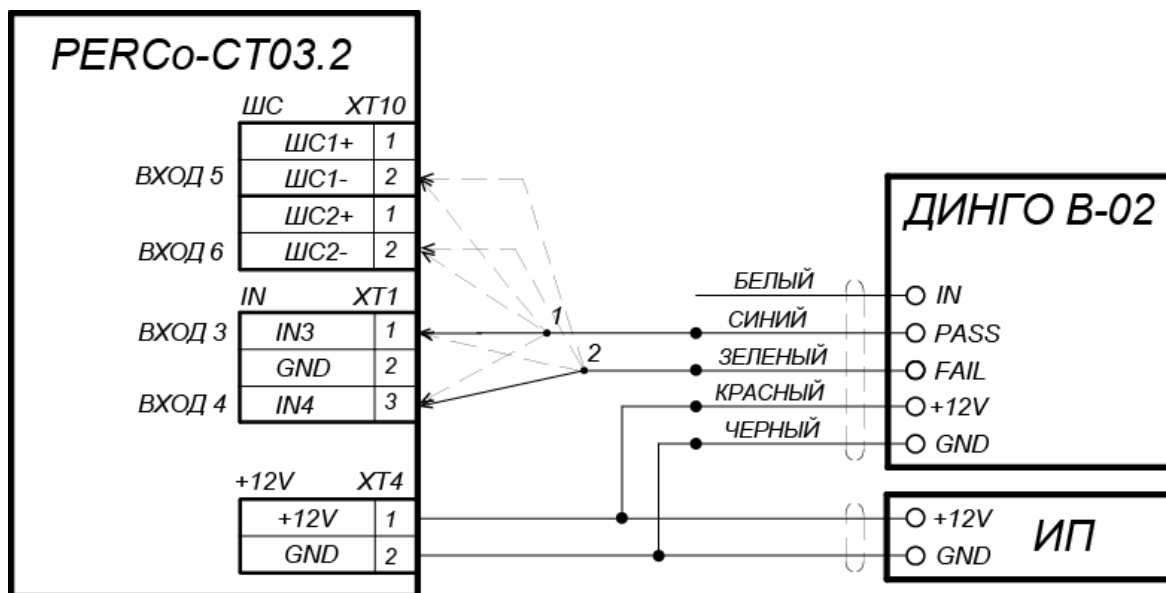 PERCo-CT03.2
ШС XT10
ШС1+ 1
ВХОД 5 ШС1- 2
ШС2+ 1
ВХОД 6 ШС2- 2
IN XT1
ВХОД 3 IN3 1
GND 2
ВХОД 4 IN4 3
+12V XT4
+12V 1
GND 2
1
2
БЕЛЫЙ
СИНИЙ
ЗЕЛЕНЫЙ
КРАСНЫЙ
ЧЕРНЫЙ
ДИНГО В-02
IN
PASS
FAIL
+12V
GND
+12V
GND
ИП